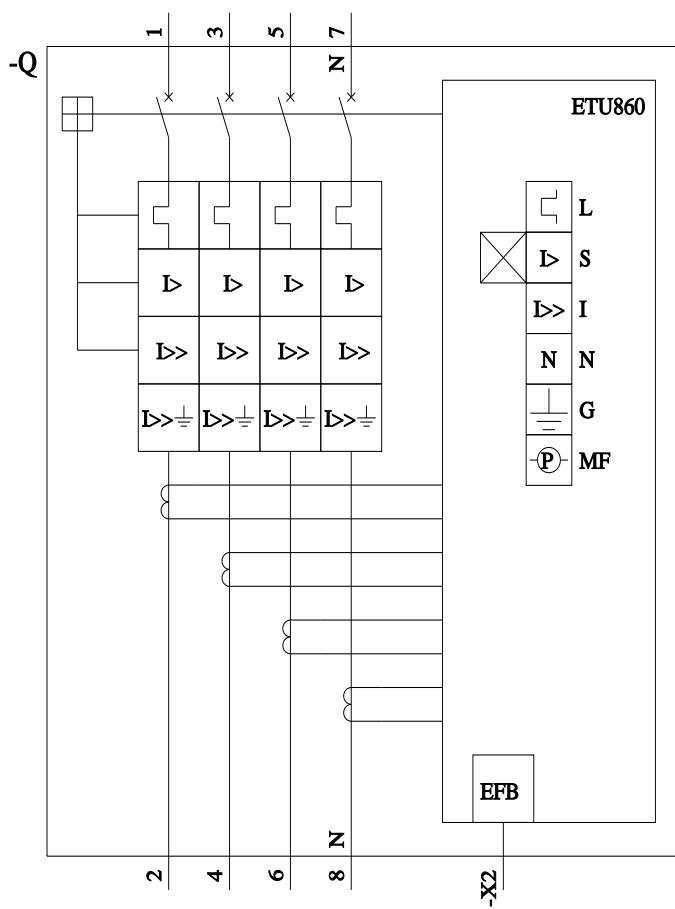 1 3 5 7
N
-Q
ETU860
L
I> I> I> I> I> S
I>> I
I>> I>> I>> I>> N N
I>> I>> I>> I>> G
P MF
EFB
N
2 4 6 8 -X2